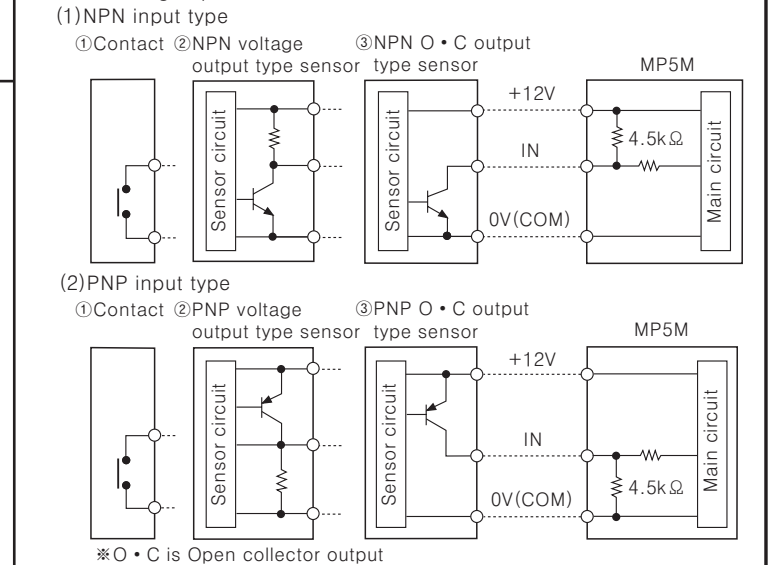 (1)NPN input type
①Contact ②NPN voltage output type sensor ③NPN O・C output type sensor
MP5M
Sensor circuit
Sensor circuit
+12V
IN
0V(COM)
4.5kΩ
Main circuit
(2)PNP input type
①Contact ②PNP voltage output type sensor ③PNP O・C output type sensor
MP5M
Sensor circuit
Sensor circuit
+12V
IN
0V(COM)
4.5kΩ
Main circuit
※O・C is Open collector output